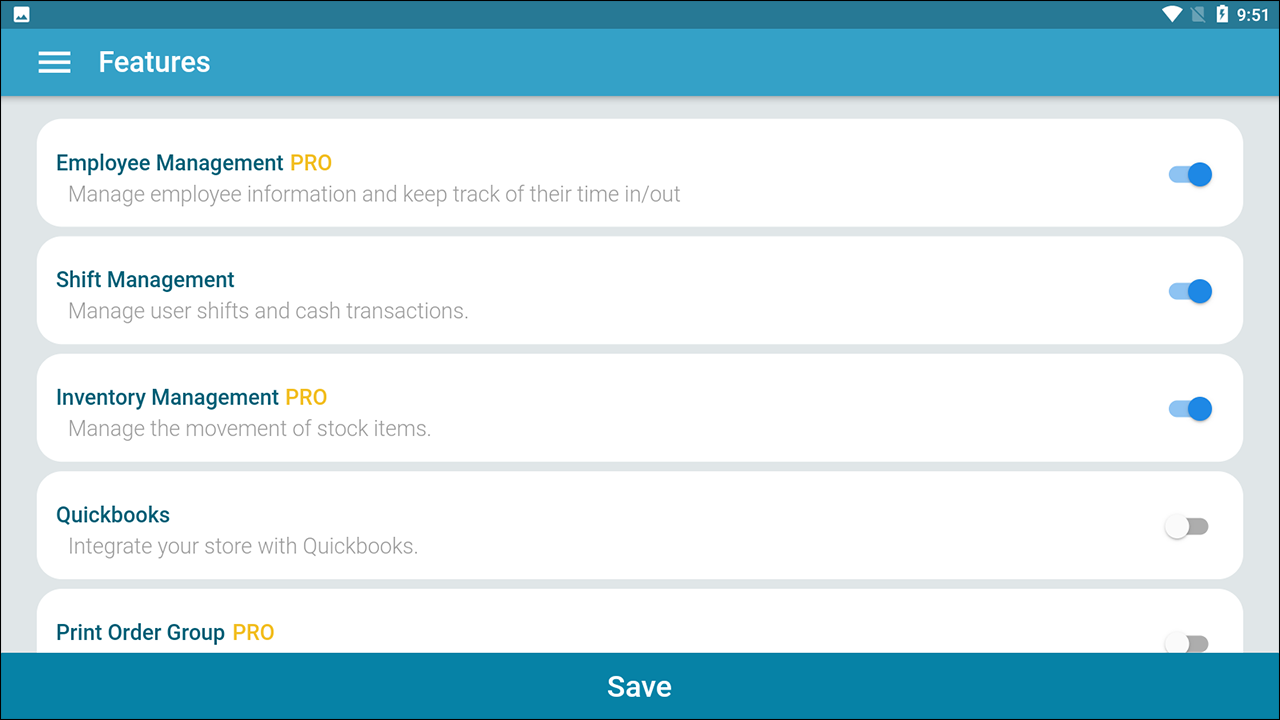 9:51
Features
Employee Management PRO
Manage employee information and keep track of their time in/out
Shift Management
Manage user shifts and cash transactions.
Inventory Management PRO
Manage the movement of stock items.
Quickbooks
Integrate your store with Quickbooks.
Print Order Group PRO
Save